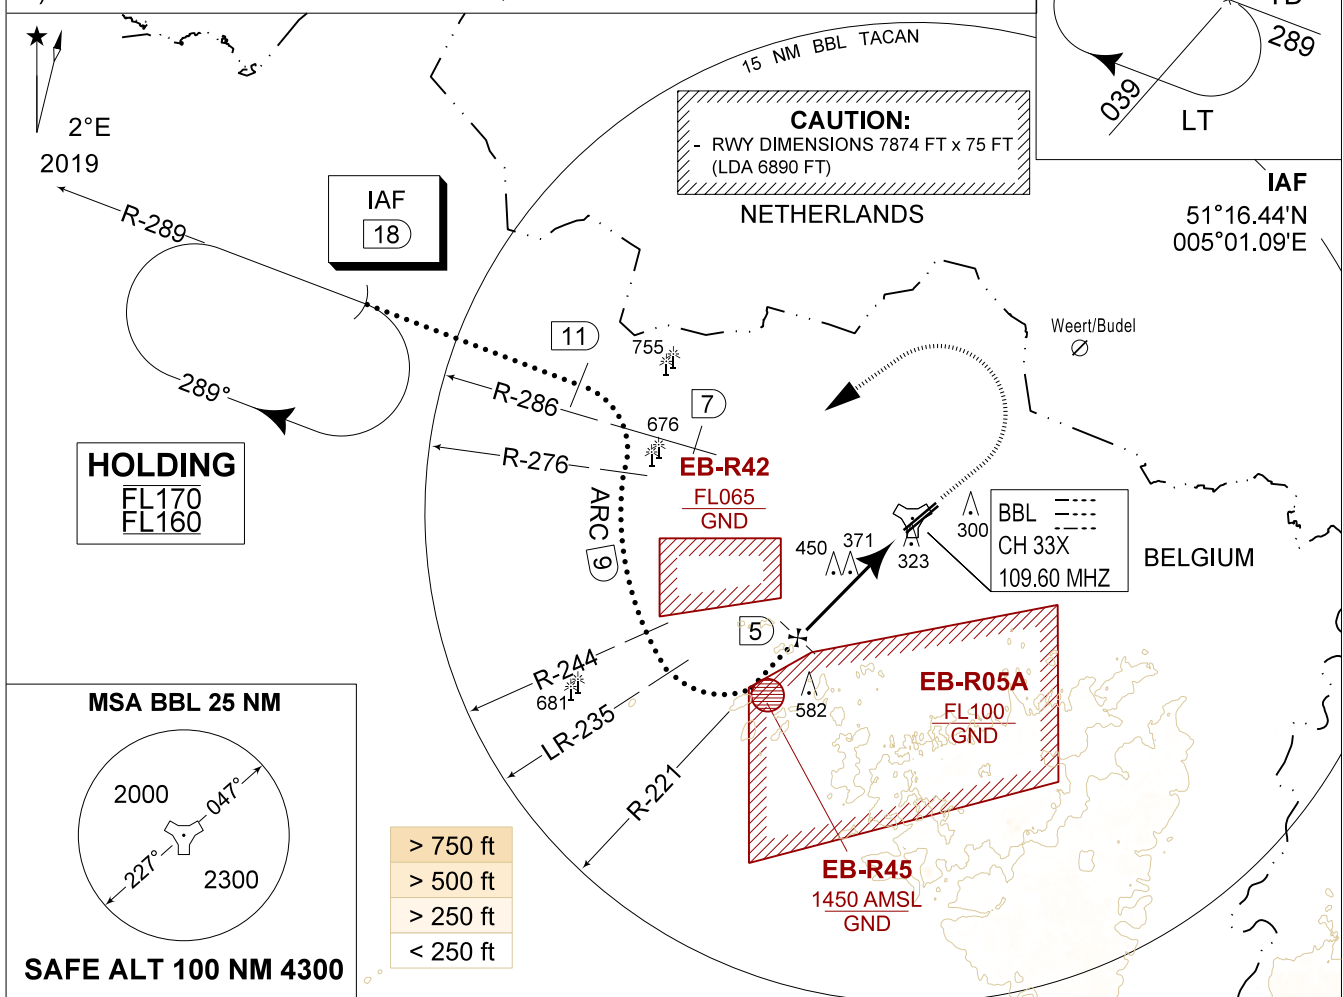 15 NM BBL TACAN
289
039
LT
2°E
2019
CAUTION:
- RWY DIMENSIONS 7874 FT x 75 FT
(LDA 6890 FT)
NETHERLANDS
IAF
51°16.44'N
005°01.09'E
IAF
18
R-289
289°
11
755
Weert/Budel
R-286
7
676
R-276
HOLDING
FL170
FL160
EB-R42
FL065
GND
ARC 9
450
371
323
300
BBL
CH 33X
109.60 MHZ
BELGIUM
5
R-244
681
LR-235
582
EB-R05A
FL100
GND
R-221
MSA BBL 25 NM
2000
047°
227°
2300
SAFE ALT 100 NM 4300
> 750 ft
> 500 ft
> 250 ft
< 250 ft
EB-R45
1450 AMSL
GND